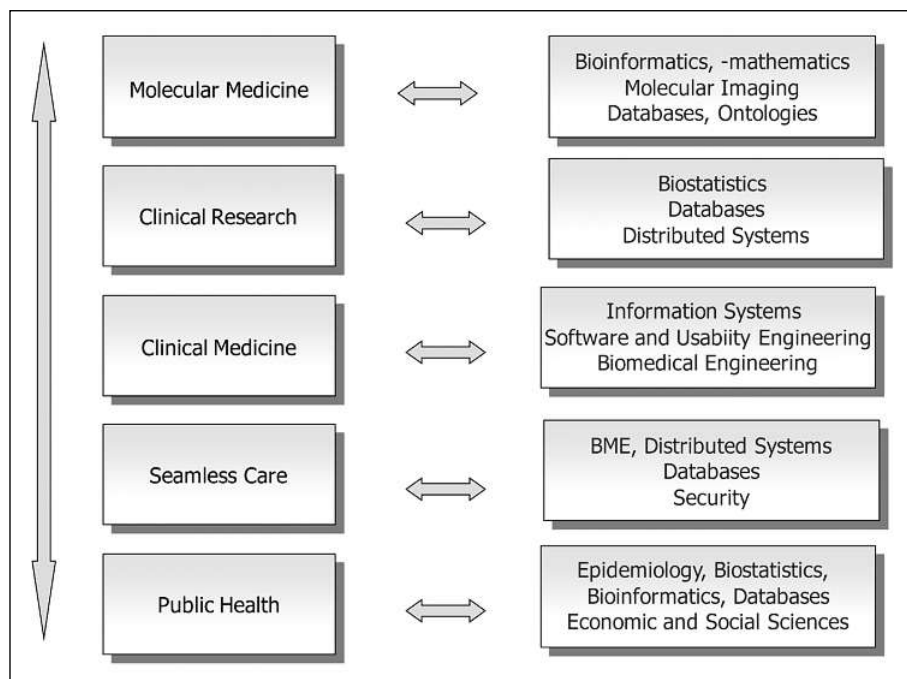 Molecular Medicine
Bioinformatics, -mathematics
Molecular Imaging
Databases, Ontologies
Clinical Research
Biostatistics
Databases
Distributed Systems
Clinical Medicine
Information Systems
Software and Usabiity Engineering
Biomedical Engineering
Seamless Care
BME, Distributed Systems
Databases
Security
Public Health
Epidemiology, Biostatistics,
Bioinformatics, Databases
Economic and Social Sciences